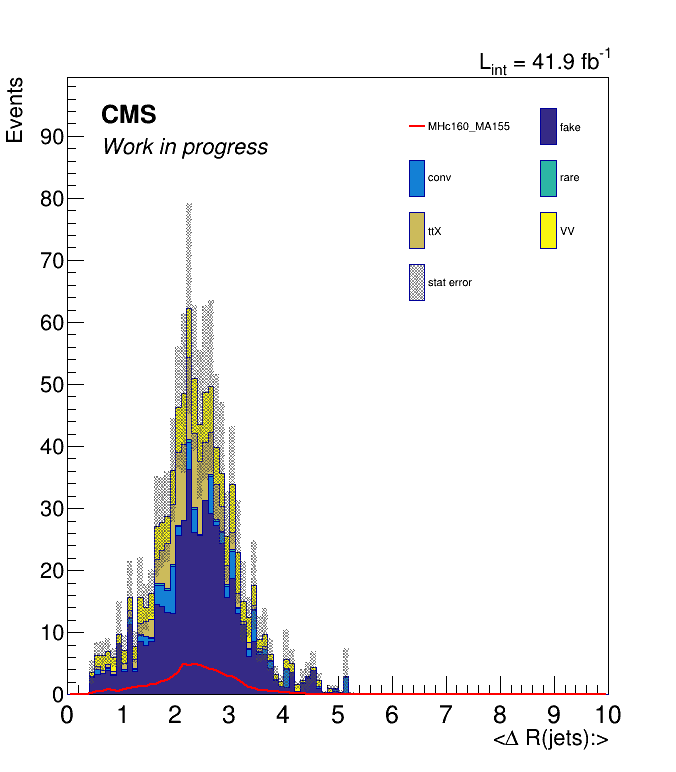 L_int = 41.9 fb^-1
Events
CMS
Work in progress
MHc160_MA155
fake
conv
rare
ttX
VV
stat error
90
80
70
60
50
40
30
20
10
0
0 1 2 3 4 5 6 7 8 9 10
<Δ R(jets):>